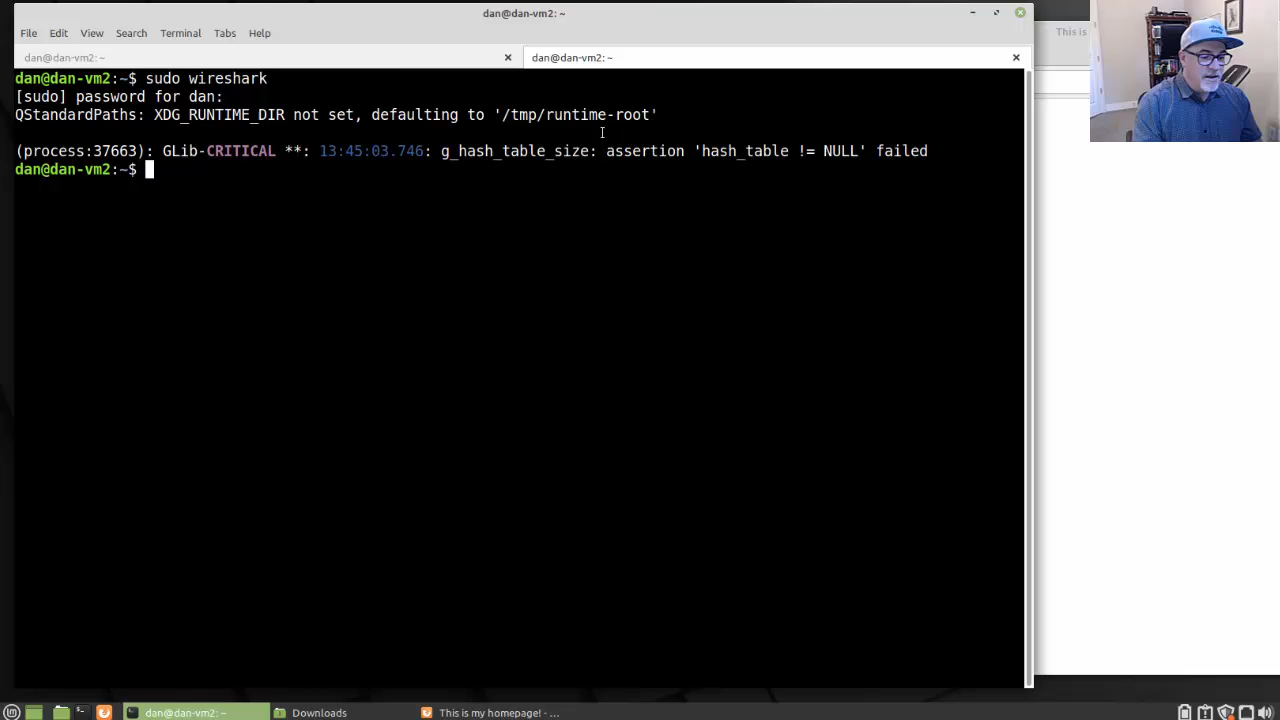 dan@dan-vm2: ~
File Edit View Search Terminal Tabs Help
This is
dan@dan-vm2: ~
dan@dan-vm2: ~
dan@dan-vm2:~$ sudo wireshark
[sudo] password for dan:
QStandardPaths: XDG_RUNTIME_DIR not set, defaulting to '/tmp/runtime-root'
(process:37663): GLib-CRITICAL **: 13:45:03.746: g_hash_table_size: assertion 'hash_table != NULL' failed
dan@dan-vm2:~$
dan@dan-vm2: ~
Downloads
This is my homepage! - ...